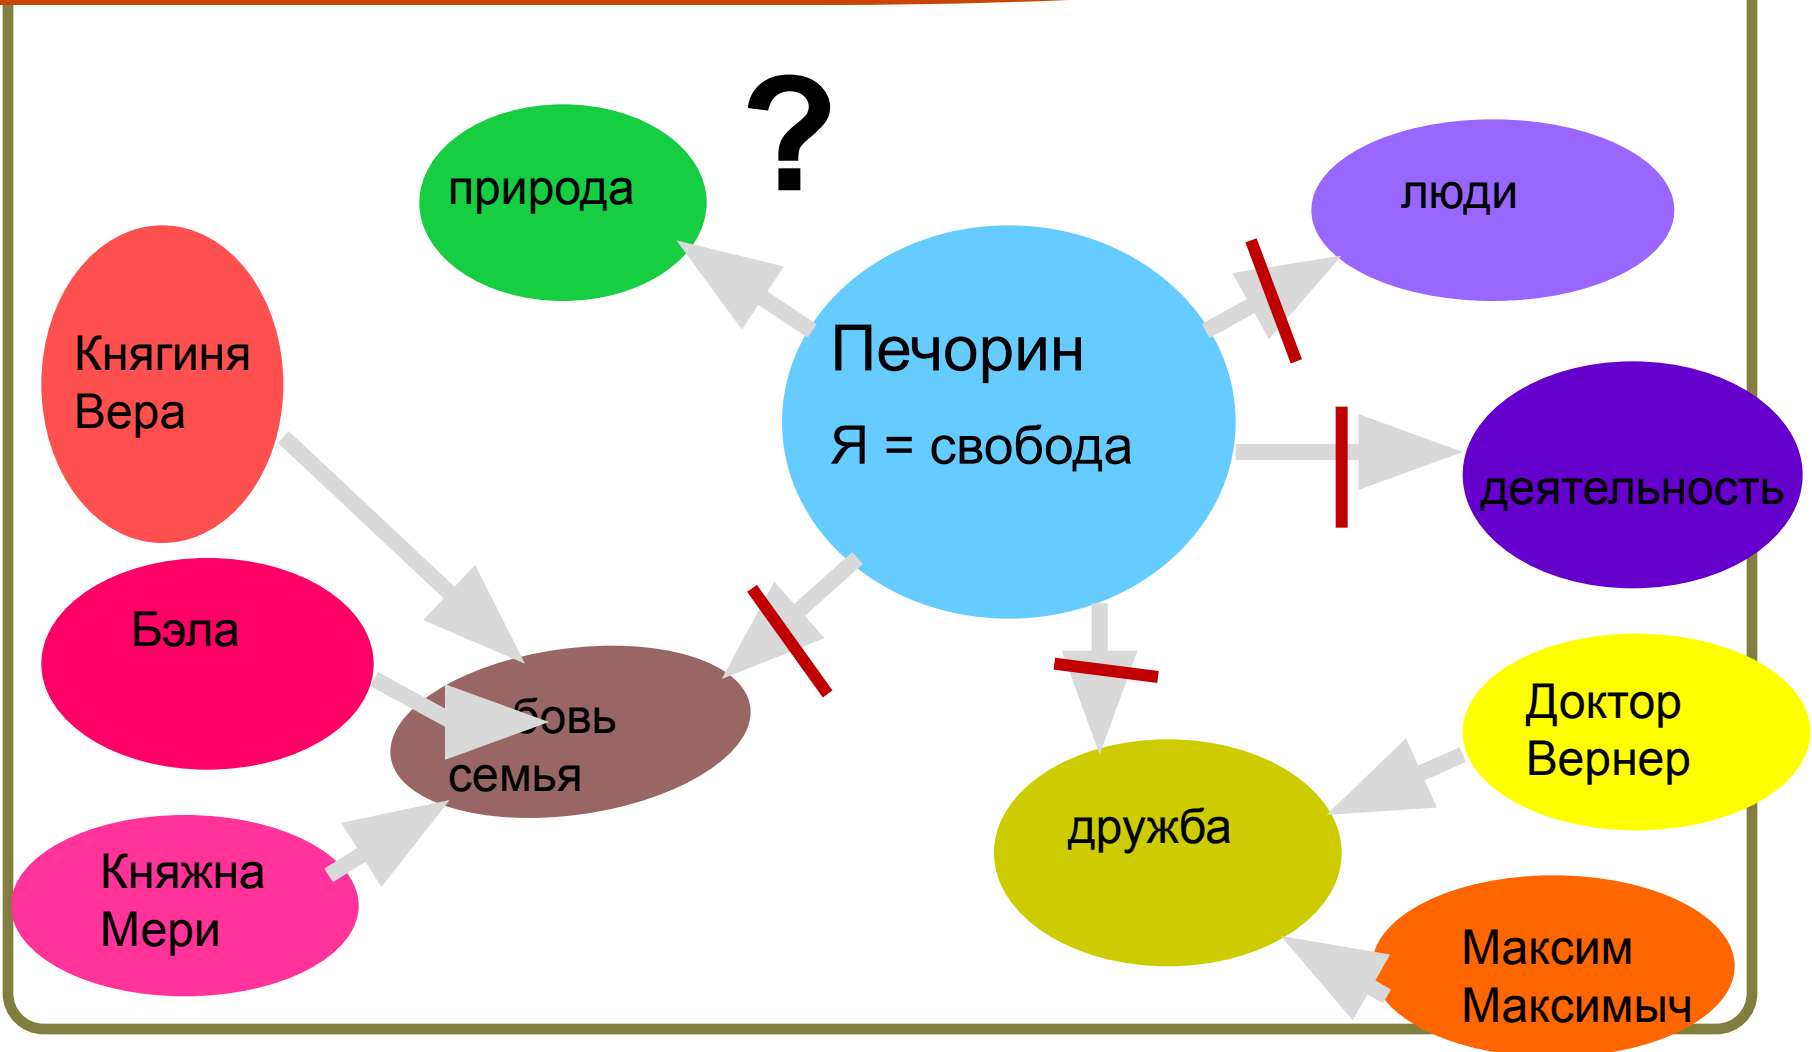 ?
природа
люди
Печорин
Я = свобода
Княгиня
Вера
деятельность
Бэла
бовь
семья
Доктор
Вернер
дружба
Княжна
Мери
Максим
Максимыч